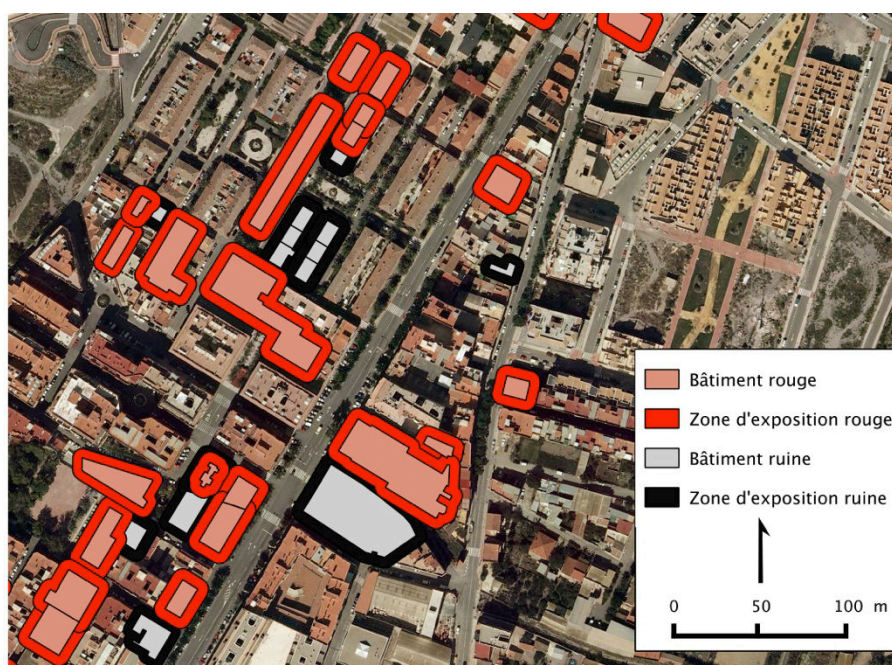 Bâtiment rouge
Zone d'exposition rouge
Bâtiment ruine
Zone d'exposition ruine
0 50 100 m